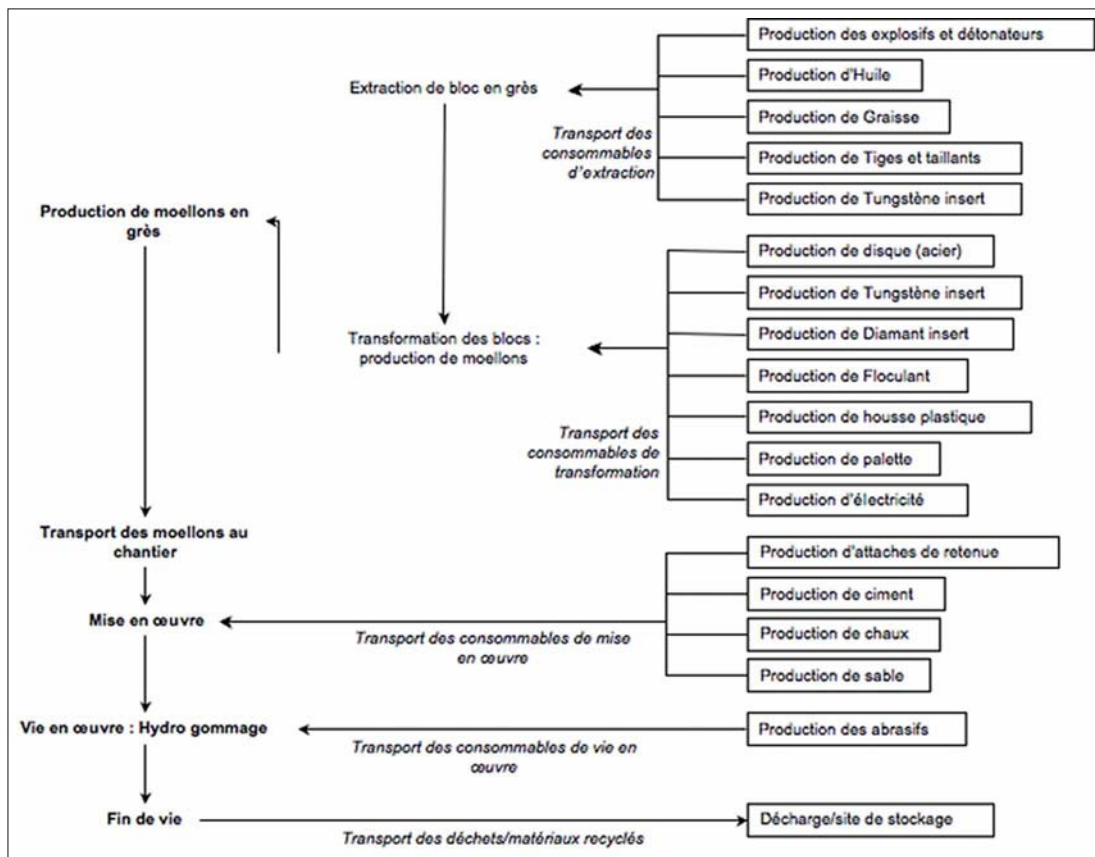 Production des explosifs et détonateurs
Production d'Huile
Extraction de bloc en grès
Production de Graisse
Transport des
consommables
d'extraction
Production de Tiges et taillants
Production de Tungstène insert
Production de moellons en
grès
Production de disque (acier)
Production de Tungstène insert
Transformation des blocs :
production de moellons
Production de Diamant insert
Production de Floculant
Production de housse plastique
Transport des
consommables de
transformation
Production de palette
Production d'électricité
Transport des moellons au
chantier
Production d'attaches de retenue
Production de ciment
Mise en œuvre
Transport des consommables de mise
en œuvre
Production de chaux
Production de sable
Vie en œuvre : Hydro gommage
Production des abrasifs
Transport des consommables de vie en
œuvre
Fin de vie
Décharge/site de stockage
Transport des déchets/matériaux recyclés